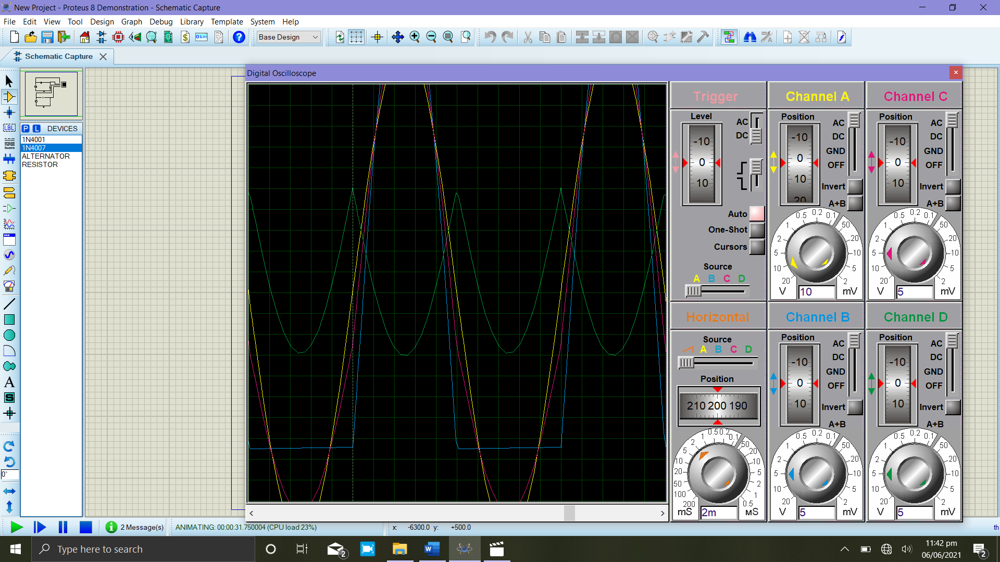 New Project - Proteus 8 Demonstration - Schematic Capture
File Edit View Tool Design Graph Debug Library Template System Help
Base Design
Schematic Capture
Digital Oscilloscope
P L DEVICES
1N4001
1N4007
ALTERNATOR
RESISTOR
LBL
A
S
0°
Trigger
Level
-10
0
10
AC
DC
Auto
One-Shot
Cursors
Source
A B C D
Channel A
Position
-10
0
10
20
AC
DC
GND
OFF
Invert
A+B
0.5 0.2 0.1
1 50
2 20
5 10
10 5
20 2
V 10 mV
Channel C
Position
-10
0
10
AC
DC
GND
OFF
Invert
A+B
0.5 0.2 0.1
1 50
2 20
5 10
10 5
20 2
V 5 mV
Horizontal
Source
A B C D
Position
210 200 190
0.5 0.2 0.1
1 50
2 20
5 10
10 5
20 2
50 1
100 0.5
200
mS 2m µS
Channel B
Position
-10
0
10
AC
DC
GND
OFF
Invert
A+B
0.5 0.2 0.1
1 50
2 20
5 10
10 5
20 2
V 5 mV
Channel D
Position
-10
0
10
AC
DC
GND
OFF
Invert
A+B
0.5 0.2 0.1
1 50
2 20
5 10
10 5
20 2
V 5 mV
2 Message(s) ANIMATING: 00:00:31.750004 (CPU load 23%) x: -6300.0 y: +500.0 th
Type here to search
2
11:42 pm
06/06/2021
2